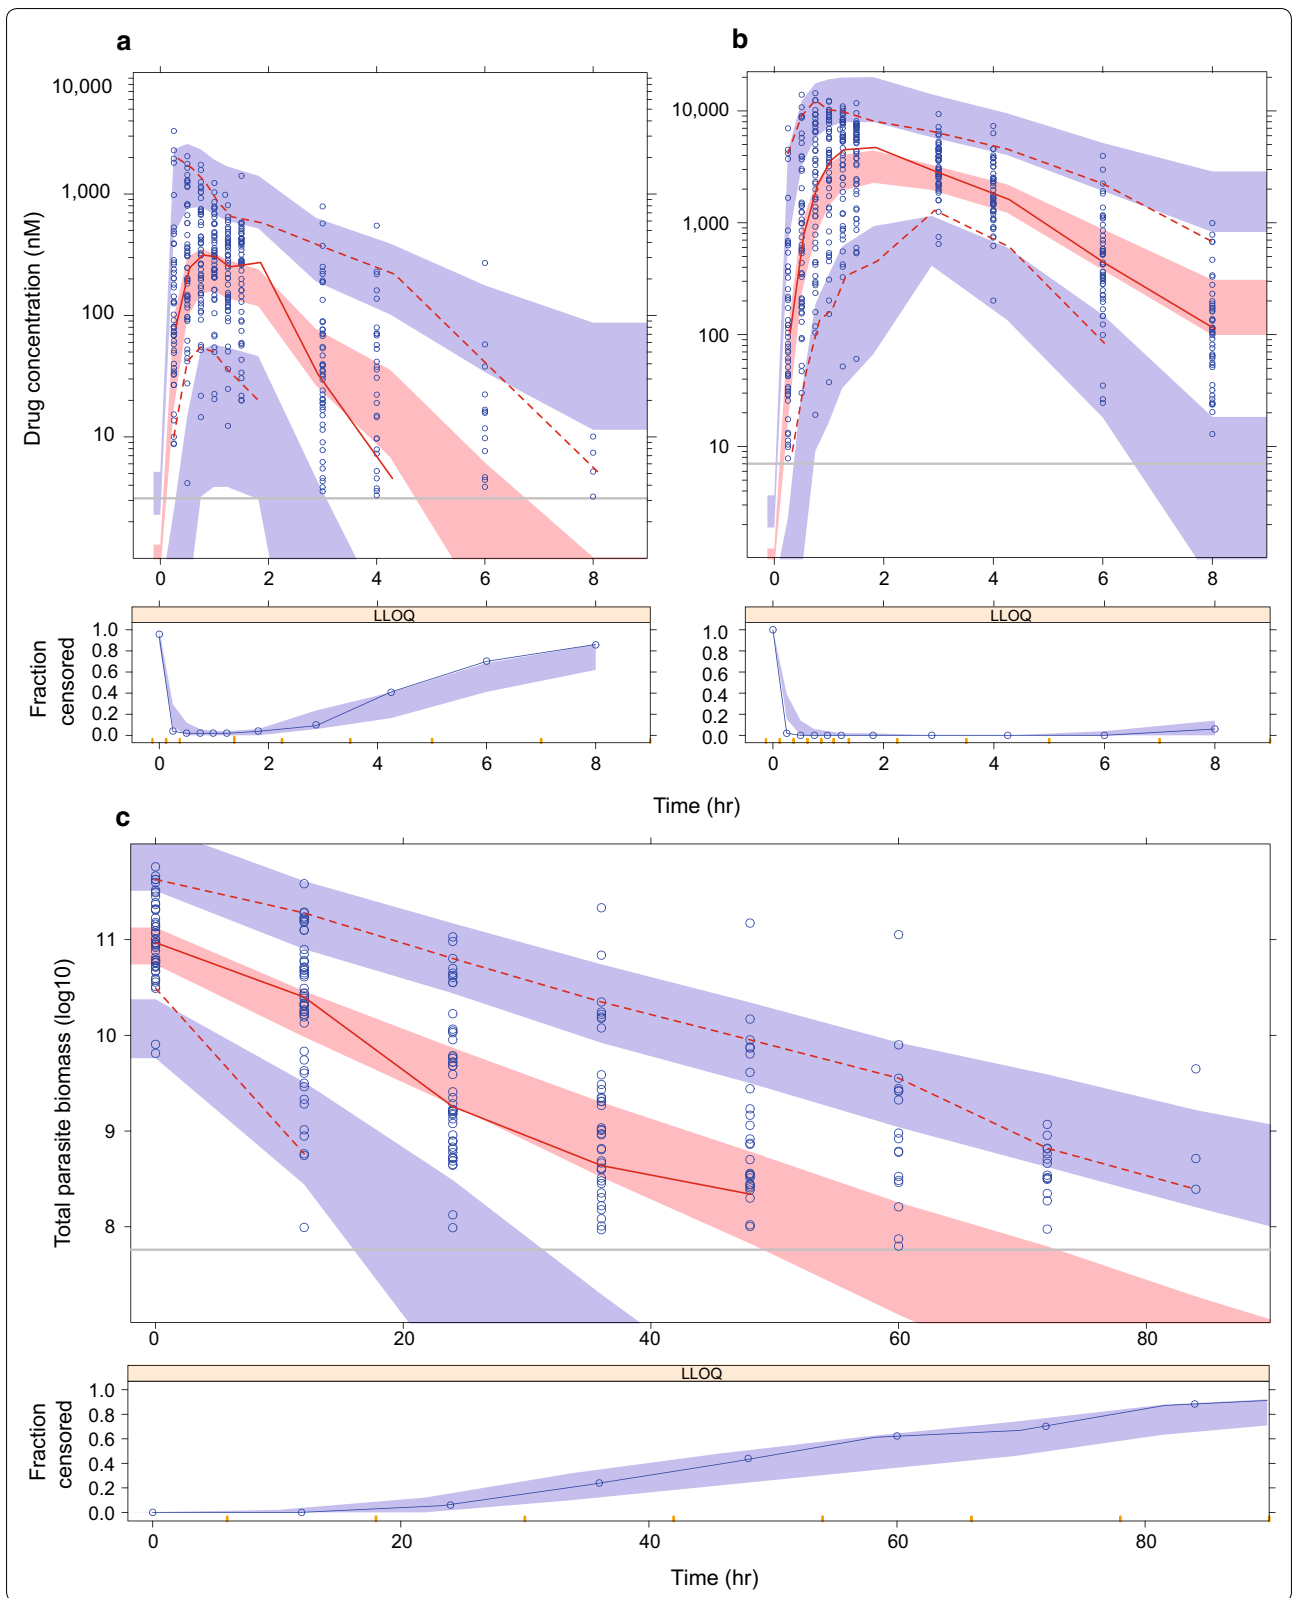 a
b
Drug concentration (nM)
10,000
1,000
100
10
0 2 4 6 8
10,000
1,000
100
10
0 2 4 6 8
LLOQ
Fraction
censored
1.0
0.8
0.6
0.4
0.2
0.0
0 2 4 6 8
LLOQ
1.0
0.8
0.6
0.4
0.2
0.0
0 2 4 6 8
Time (hr)
c
Total parasite biomass (log10)
11
10
9
8
0 20 40 60 80
LLOQ
Fraction
censored
1.0
0.8
0.6
0.4
0.2
0.0
0 20 40 60 80
Time (hr)